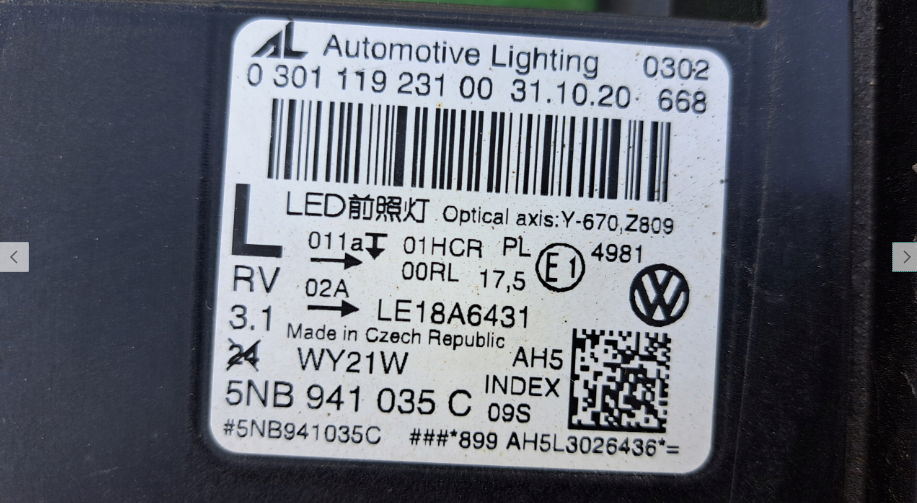 AL Automotive Lighting 0302
0 301 119 231 00 31.10.20 668
LED前照灯 Optical axis:Y-670,Z809
L 011a 01HCR PL E1 4981
00RL 17,5
RV 02A LE18A6431 VW
3.1 Made in Czech Republic
24 WY21W AH5
5NB 941 035 C INDEX
09S
#5NB941035C ###*899 AH5L3026436*=